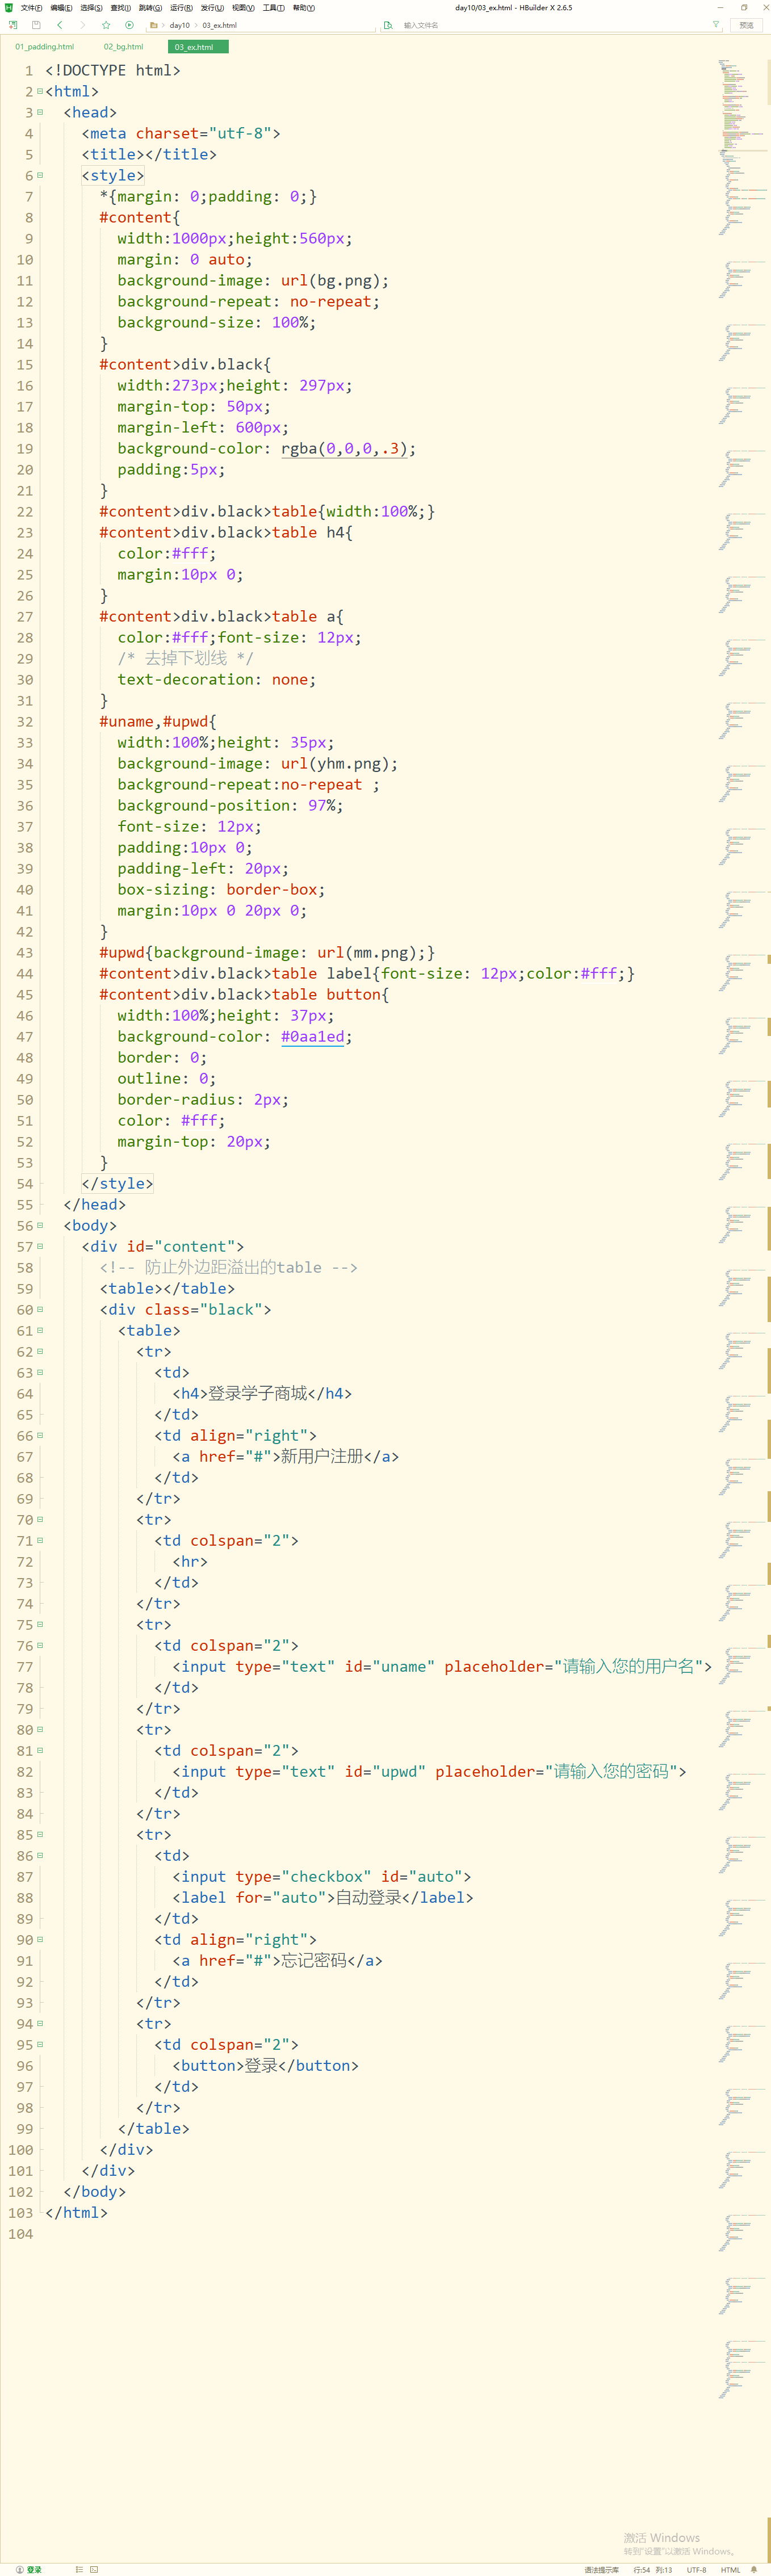 文件(F) 编辑(E) 选择(S) 查找(I) 跳转(G) 运行(R) 发行(U) 视图(V) 工具(T) 帮助(Y) day10/03_ex.html - HBuilder X 2.6.5
day10 03_ex.html 输入文件名 预览
01_padding.html 02_bg.html 03_ex.html
1 <!DOCTYPE html>
2 <html>
3 <head>
4 <meta charset="utf-8">
5 <title></title>
6 <style>
7 *{margin: 0;padding: 0;}
8 #content{
9 width:1000px;height:560px;
10 margin: 0 auto;
11 background-image: url(bg.png);
12 background-repeat: no-repeat;
13 background-size: 100%;
14 }
15 #content>div.black{
16 width:273px;height: 297px;
17 margin-top: 50px;
18 margin-left: 600px;
19 background-color: rgba(0,0,0,.3);
20 padding:5px;
21 }
22 #content>div.black>table{width:100%;}
23 #content>div.black>table h4{
24 color:#fff;
25 margin:10px 0;
26 }
27 #content>div.black>table a{
28 color:#fff;font-size: 12px;
29 /* 去掉下划线 */
30 text-decoration: none;
31 }
32 #uname,#upwd{
33 width:100%;height: 35px;
34 background-image: url(yhm.png);
35 background-repeat:no-repeat ;
36 background-position: 97%;
37 font-size: 12px;
38 padding:10px 0;
39 padding-left: 20px;
40 box-sizing: border-box;
41 margin:10px 0 20px 0;
42 }
43 #upwd{background-image: url(mm.png);}
44 #content>div.black>table label{font-size: 12px;color:#fff;}
45 #content>div.black>table button{
46 width:100%;height: 37px;
47 background-color: #0aa1ed;
48 border: 0;
49 outline: 0;
50 border-radius: 2px;
51 color: #fff;
52 margin-top: 20px;
53 }
54 </style>
55 </head>
56 <body>
57 <div id="content">
58 <!-- 防止外边距溢出的table -->
59 <table></table>
60 <div class="black">
61 <table>
62 <tr>
63 <td>
64 <h4>登录学子商城</h4>
65 </td>
66 <td align="right">
67 <a href="#">新用户注册</a>
68 </td>
69 </tr>
70 <tr>
71 <td colspan="2">
72 <hr>
73 </td>
74 </tr>
75 <tr>
76 <td colspan="2">
77 <input type="text" id="uname" placeholder="请输入您的用户名">
78 </td>
79 </tr>
80 <tr>
81 <td colspan="2">
82 <input type="text" id="upwd" placeholder="请输入您的密码">
83 </td>
84 </tr>
85 <tr>
86 <td>
87 <input type="checkbox" id="auto">
88 <label for="auto">自动登录</label>
89 </td>
90 <td align="right">
91 <a href="#">忘记密码</a>
92 </td>
93 </tr>
94 <tr>
95 <td colspan="2">
96 <button>登录</button>
97 </td>
98 </tr>
99 </table>
100 </div>
101 </div>
102 </body>
103 </html>
104
激活 Windows
转到"设置"以激活 Windows。
登录 语法提示库 行:54 列:13 UTF-8 HTML